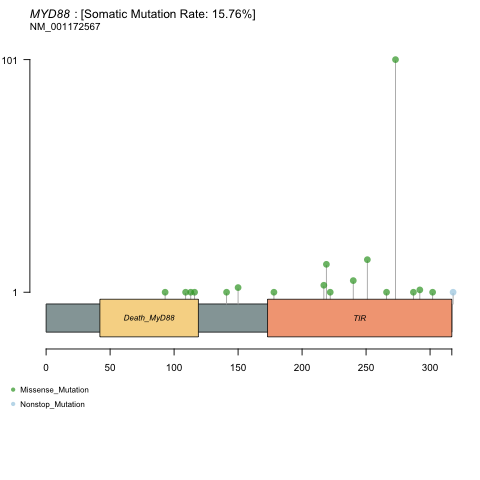 MYD88 : [Somatic Mutation Rate: 15.76%]
NM_001172567
101
1
Death_MyD88
TIR
0 50 100 150 200 250 300
Missense_Mutation
Nonstop_Mutation